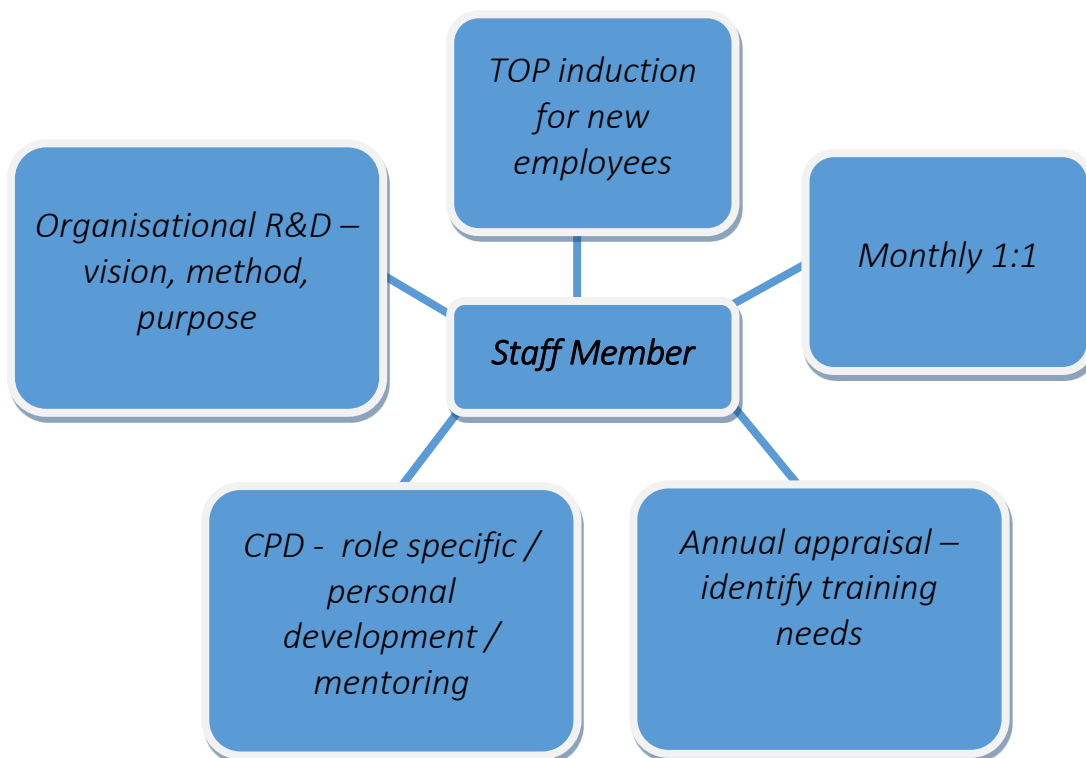 TOP induction
for new
employees
Organisational R&D –
vision, method,
purpose
Monthly 1:1
Staff Member
CPD -  role specific /
personal
development /
mentoring
Annual appraisal –
identify training
needs